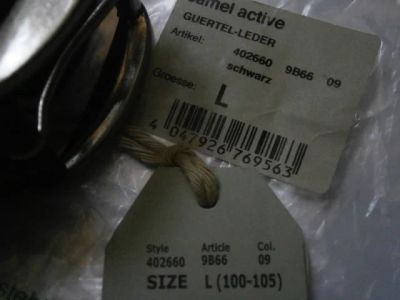 camel active
GUERTEL-LEDER
Artikel:
402660 9B66 09
schwarz
Groesse: L
4 047926 769563
Style Article Col.
402660 9B66 09
SIZE L (100-105)